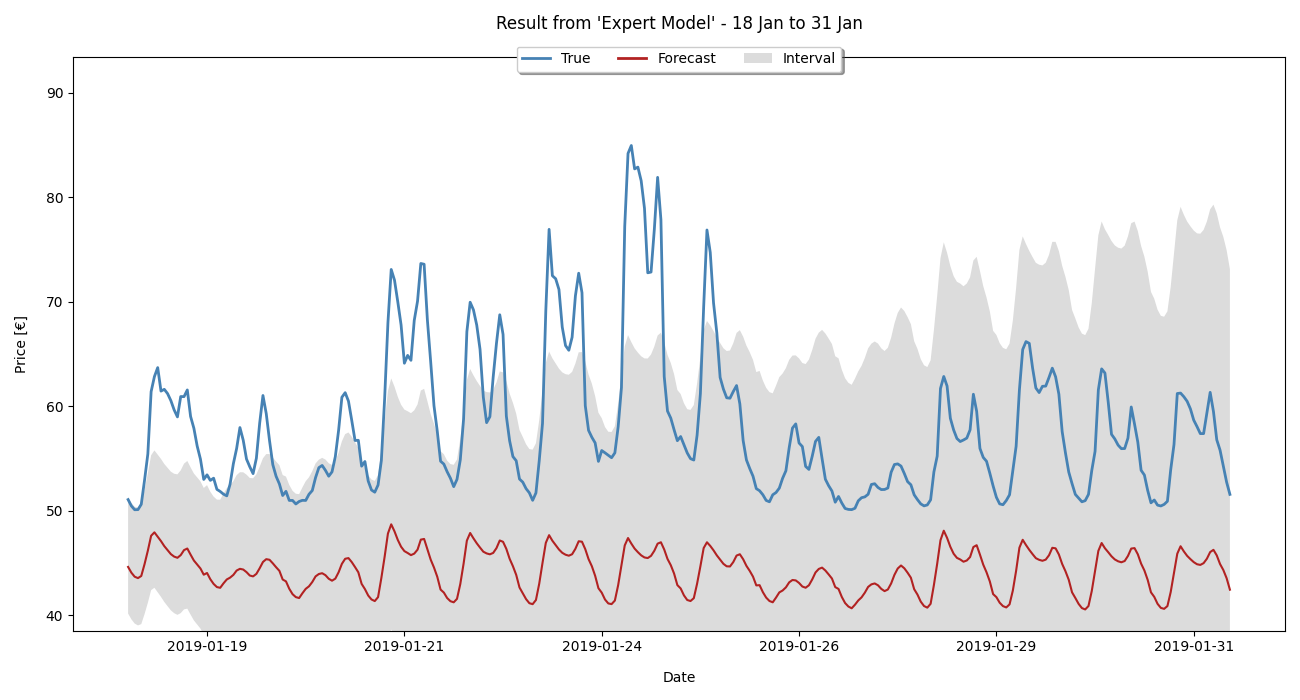 Result from 'Expert Model' - 18 Jan to 31 Jan
True Forecast Interval
90
80
70
60
50
40
Price [€]
2019-01-19 2019-01-21 2019-01-24 2019-01-26 2019-01-29 2019-01-31
Date